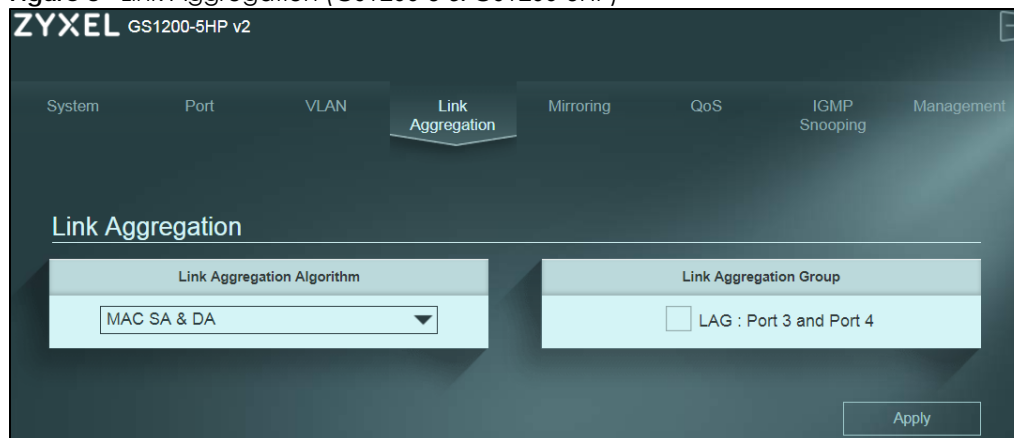 Link Aggregation (GS1200-5 & GS1200-5HP)
ZYXEL GS1200-5HP v2
System
Port
VLAN
Link
Aggregation
Mirroring
QoS
IGMP
Snooping
Management
Link Aggregation
Link Aggregation Algorithm
MAC SA & DA
Link Aggregation Group
LAG : Port 3 and Port 4
Apply